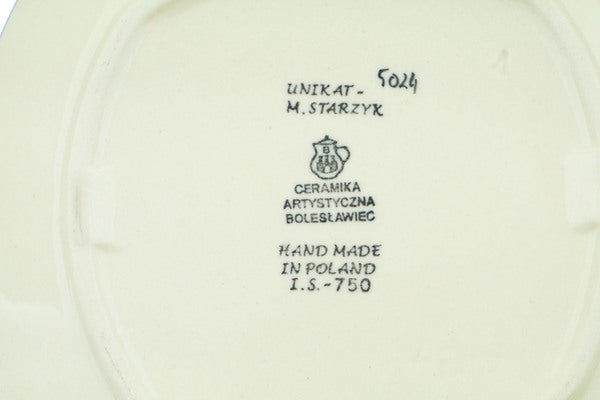 UNIKAT- 5024
M. STARZYK
B
CERAMIKA
ARTYSTYCZNA
BOLESŁAWIEC
HAND MADE
IN POLAND
I.S.-750